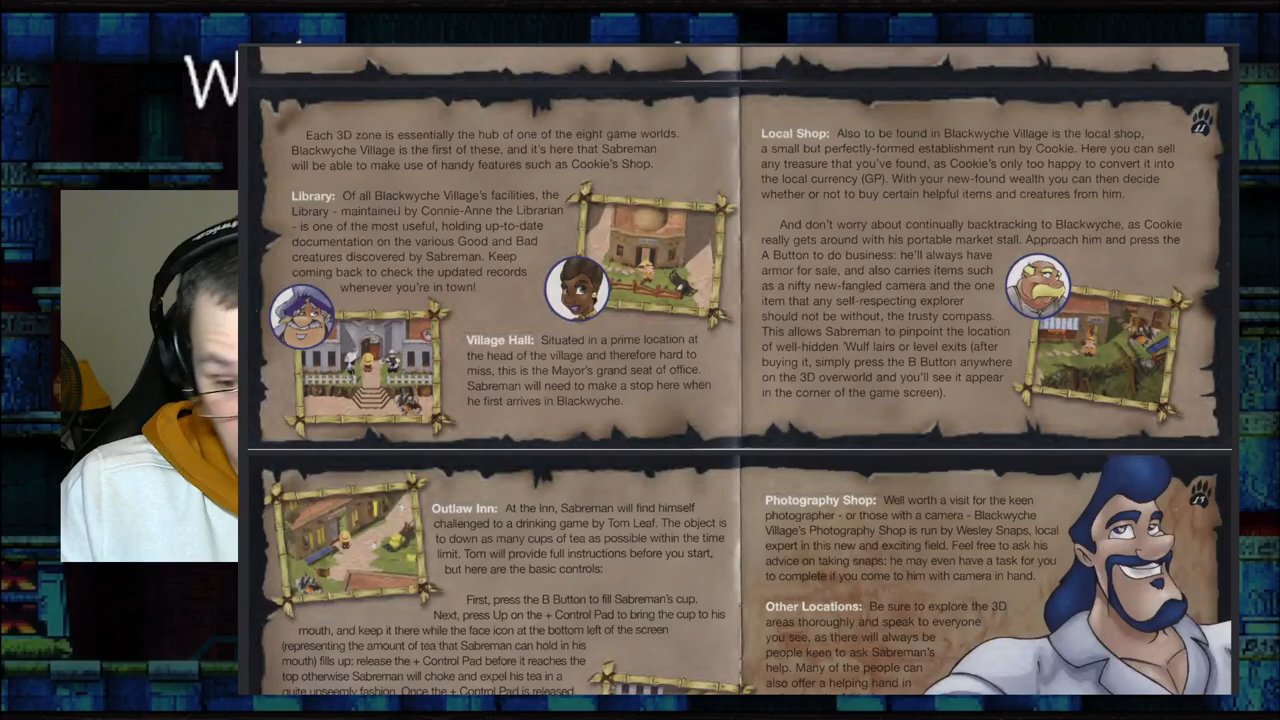 W
Each 3D zone is essentially the hub of one of the eight game worlds.
Blackwyche Village is the first of these, and it's here that Sabreman
will be able to make use of handy features such as Cookie's Shop.
Library: Of all Blackwyche Village's facilities, the
Library - maintained by Connie-Anne the Librarian
- is one of the most useful, holding up-to-date
documentation on the various Good and Bad
creatures discovered by Sabreman. Keep
coming back to check the updated records
whenever you're in town!
Village Hall: Situated in a prime location at
the head of the village and therefore hard to
miss, this is the Mayor's grand seat of office.
Sabreman will need to make a stop here when
he first arrives in Blackwyche.
Local Shop: Also to be found in Blackwyche Village is the local shop,
a small but perfectly-formed establishment run by Cookie. Here you can sell
any treasure that you've found, as Cookie's only too happy to convert it into
the local currency (GP). With your new-found wealth you can then decide
whether or not to buy certain helpful items and creatures from him.
And don't worry about continually backtracking to Blackwyche, as Cookie
really gets around with his portable market stall. Approach him and press the
A Button to do business: he'll always have
armor for sale, and also carries items such
as a nifty new-fangled camera and the one
item that any self-respecting explorer
should not be without, the trusty compass.
This allows Sabreman to pinpoint the location
of well-hidden 'Wulf lairs or level exits (after
buying it, simply press the B Button anywhere
on the 3D overworld and you'll see it appear
in the corner of the game screen).
Outlaw Inn: At the Inn, Sabreman will find himself
challenged to a drinking game by Tom Leaf. The object is
to down as many cups of tea as possible within the time
limit. Tom will provide full instructions before you start,
but here are the basic controls:
First, press the B Button to fill Sabreman's cup.
Next, press Up on the + Control Pad to bring the cup to his
mouth, and keep it there while the face icon at the bottom left of the screen
(representing the amount of tea that Sabreman can hold in his
mouth) fills up: release the + Control Pad before it reaches the
top otherwise Sabreman will choke and expel his tea in a
quite unseemly fashion. Once the + Control Pad is released
Photography Shop: Well worth a visit for the keen
photographer - or those with a camera - Blackwyche
Village's Photography Shop is run by Wesley Snaps, local
expert in this new and exciting field. Feel free to ask his
advice on taking snaps: he may even have a task for you
to complete if you come to him with camera in hand.
Other Locations: Be sure to explore the 3D
areas thoroughly and speak to everyone
you see, as there will always be
people keen to ask Sabreman's
help. Many of the people can
also offer a helping hand in